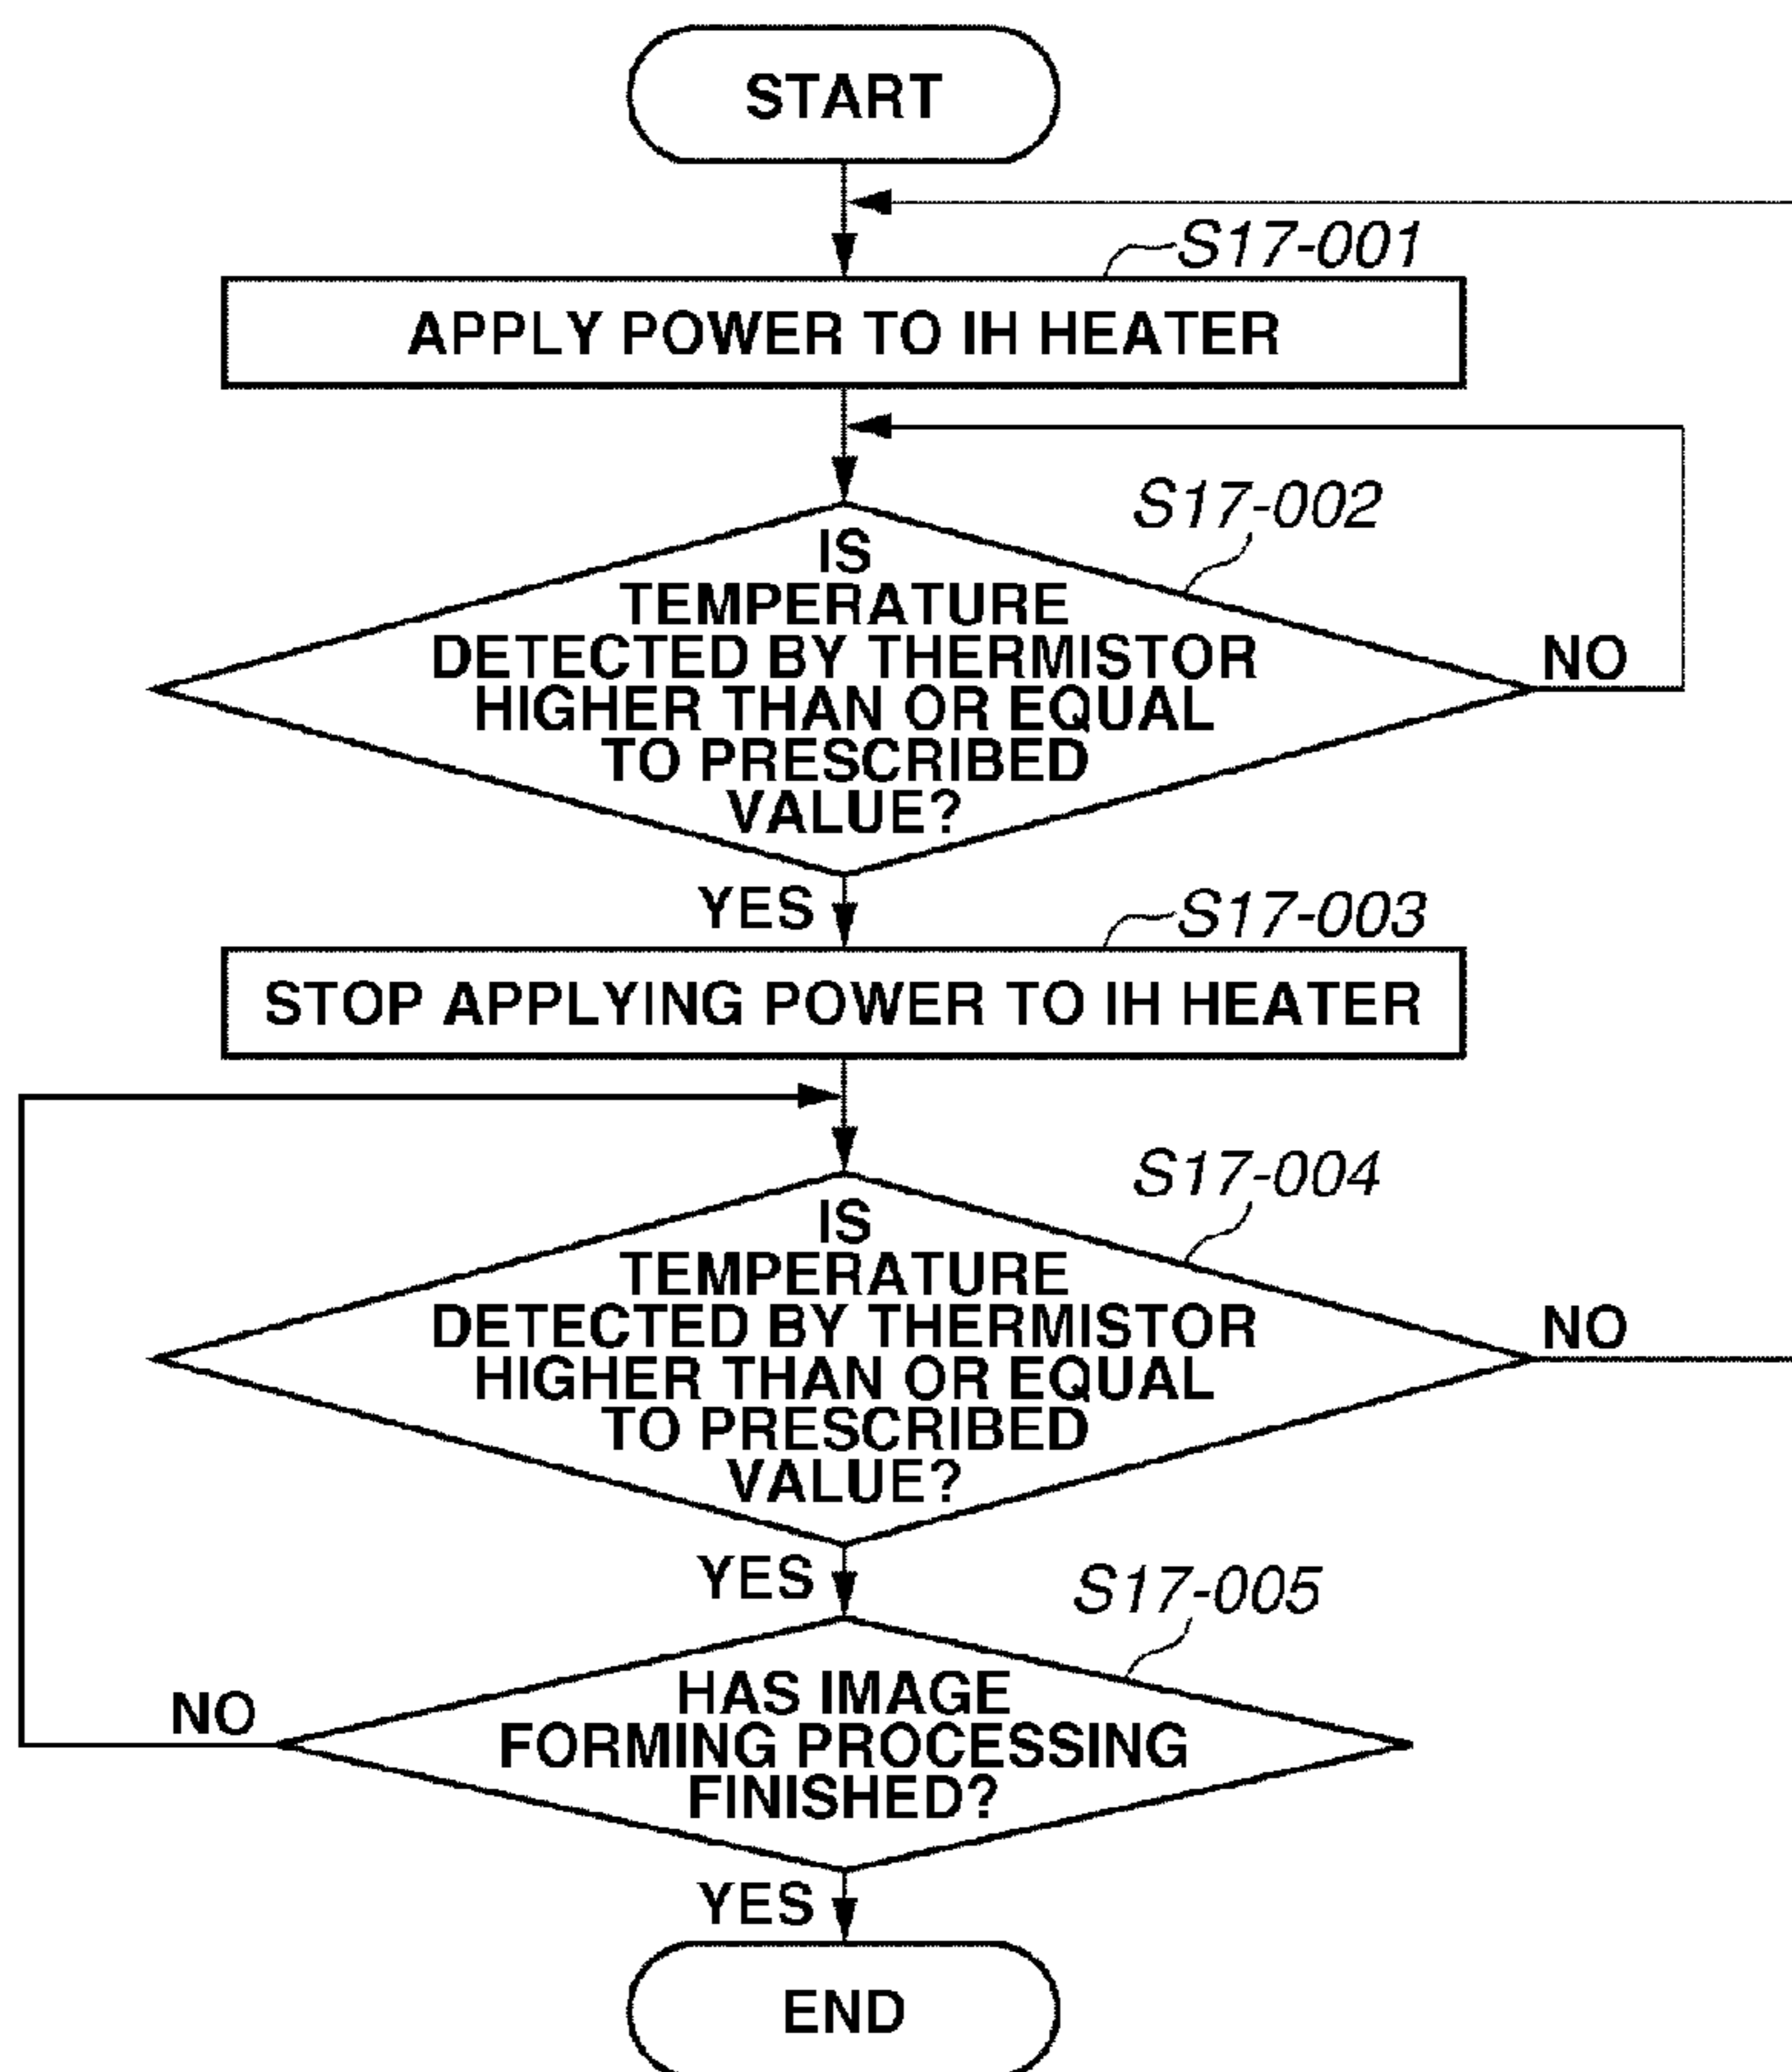 START
S17-001
APPLY POWER TO IH HEATER
S17-002
IS
TEMPERATURE
DETECTED BY THERMISTOR
HIGHER THAN OR EQUAL
TO PRESCRIBED
VALUE?
NO
YES
S17-003
STOP APPLYING POWER TO IH HEATER
S17-004
IS
TEMPERATURE
DETECTED BY THERMISTOR
HIGHER THAN OR EQUAL
TO PRESCRIBED
VALUE?
NO
YES
S17-005
HAS IMAGE
FORMING PROCESSING
FINISHED?
NO
YES
END